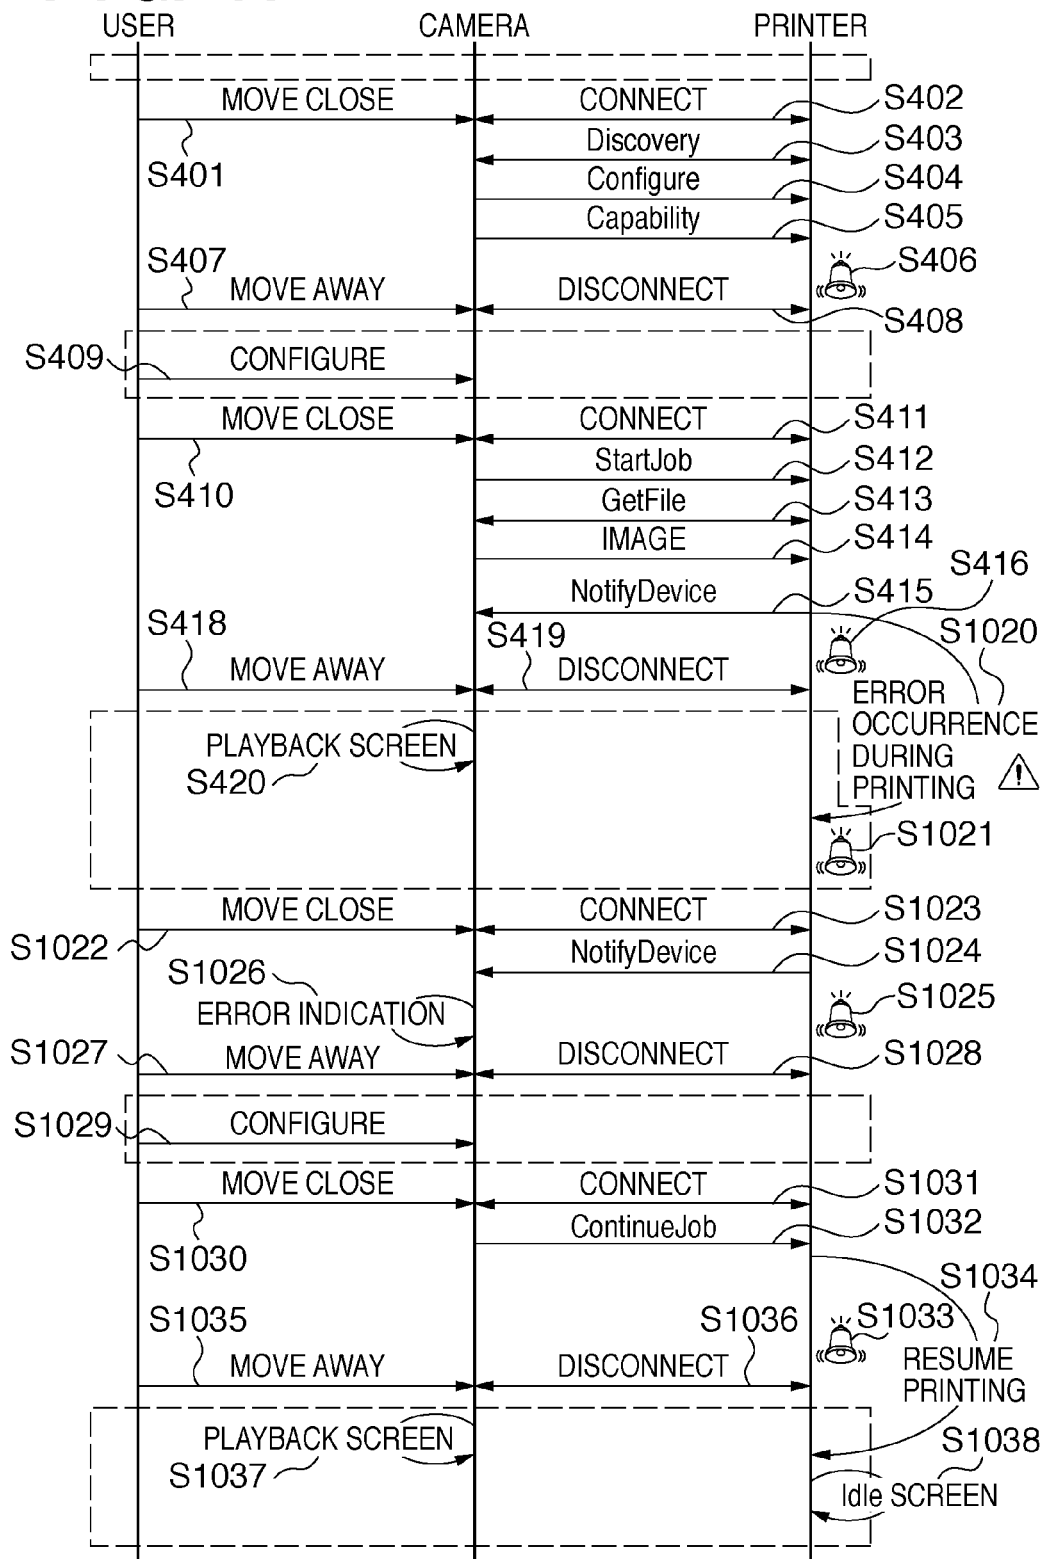 USER CAMERA PRINTER
MOVE CLOSE CONNECT S402
Discovery S403
S401 Configure S404
Capability S405
S407 S406
MOVE AWAY DISCONNECT
S408
S409 CONFIGURE
MOVE CLOSE CONNECT S411
StartJob S412
S410 GetFile S413
IMAGE S414
S416
NotifyDevice S415
S418 S419 S1020
MOVE AWAY DISCONNECT
ERROR
OCCURRENCE
DURING
PRINTING
PLAYBACK SCREEN
S420
S1021
MOVE CLOSE CONNECT S1023
S1022 NotifyDevice S1024
S1026
ERROR INDICATION S1025
S1027 MOVE AWAY DISCONNECT S1028
S1029 CONFIGURE
MOVE CLOSE CONNECT S1031
ContinueJob S1032
S1030
S1034
S1035 S1036 S1033
MOVE AWAY DISCONNECT
RESUME
PRINTING
PLAYBACK SCREEN
S1037
S1038
Idle SCREEN